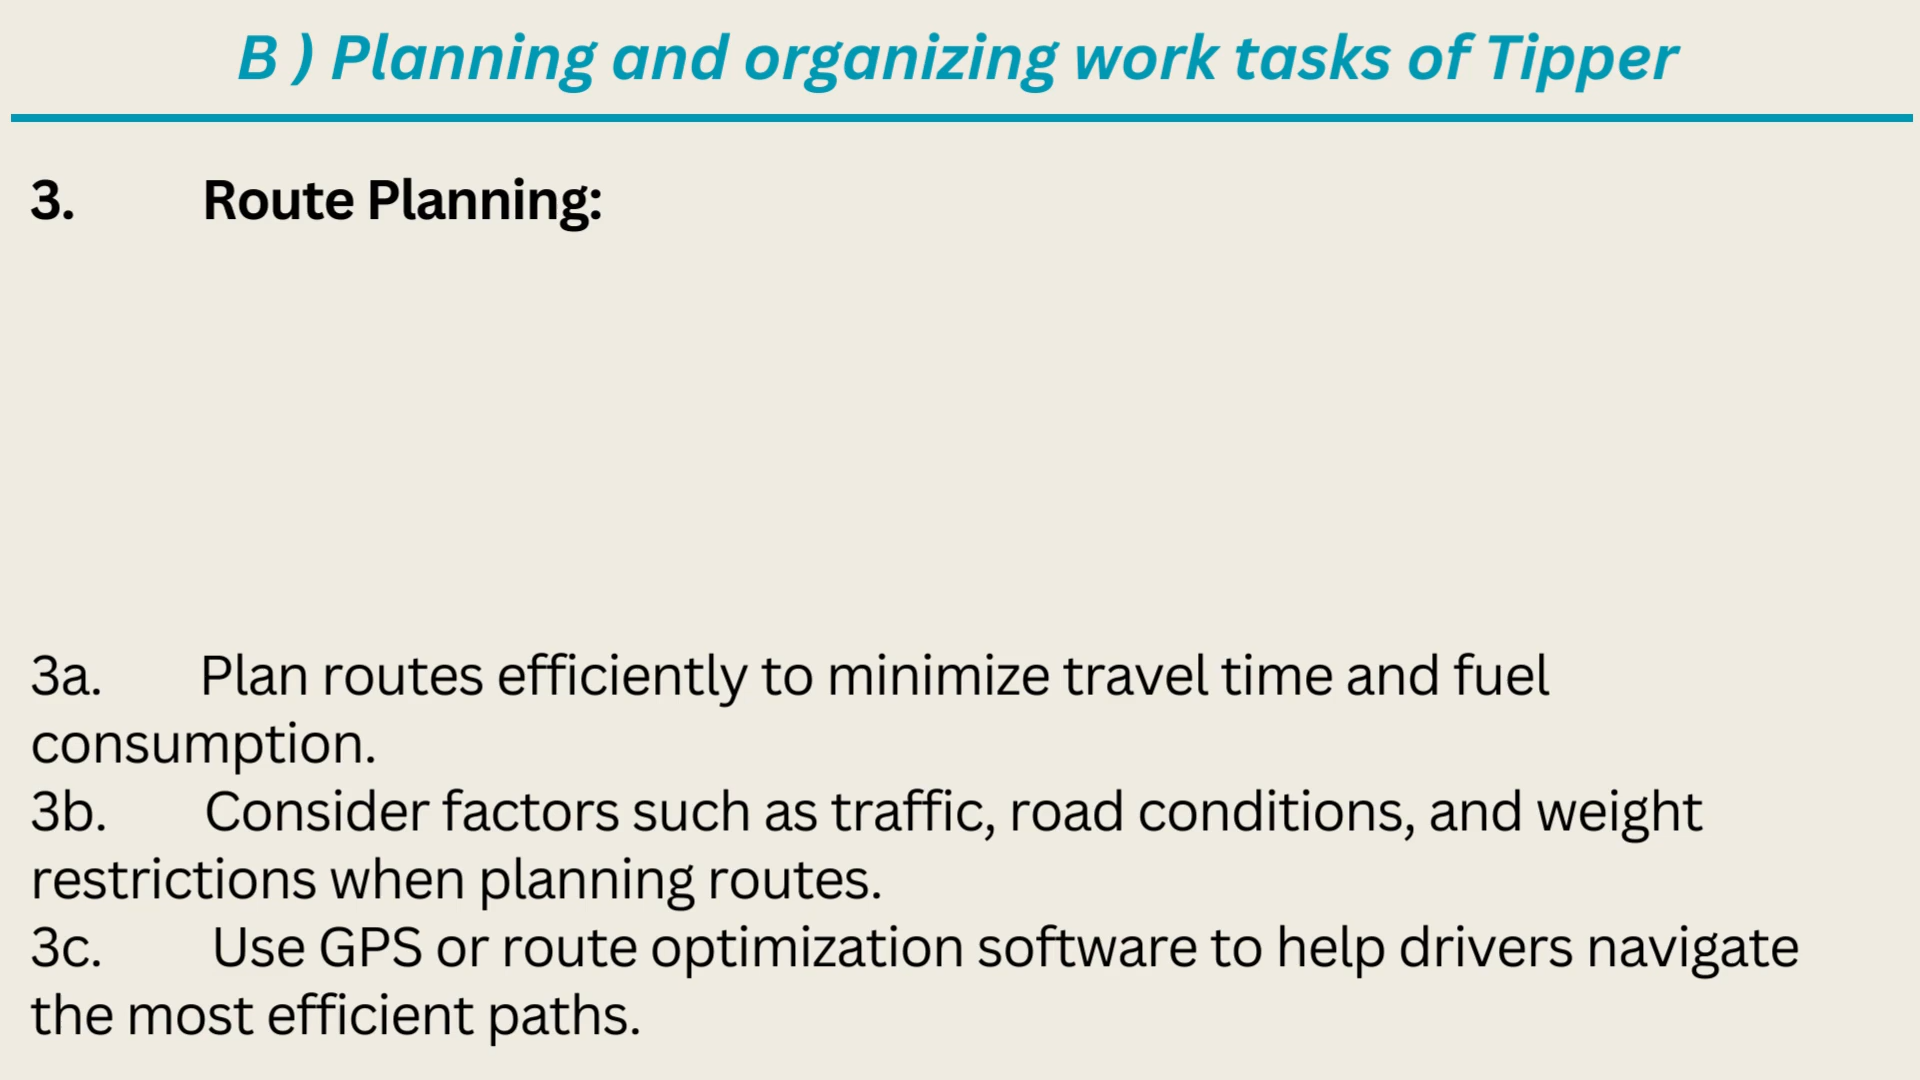 B ) Planning and organizing work tasks of Tipper
3. Route Planning:
3a. Plan routes efficiently to minimize travel time and fuel
consumption.
3b. Consider factors such as traffic, road conditions, and weight
restrictions when planning routes.
3c. Use GPS or route optimization software to help drivers navigate
the most efficient paths.